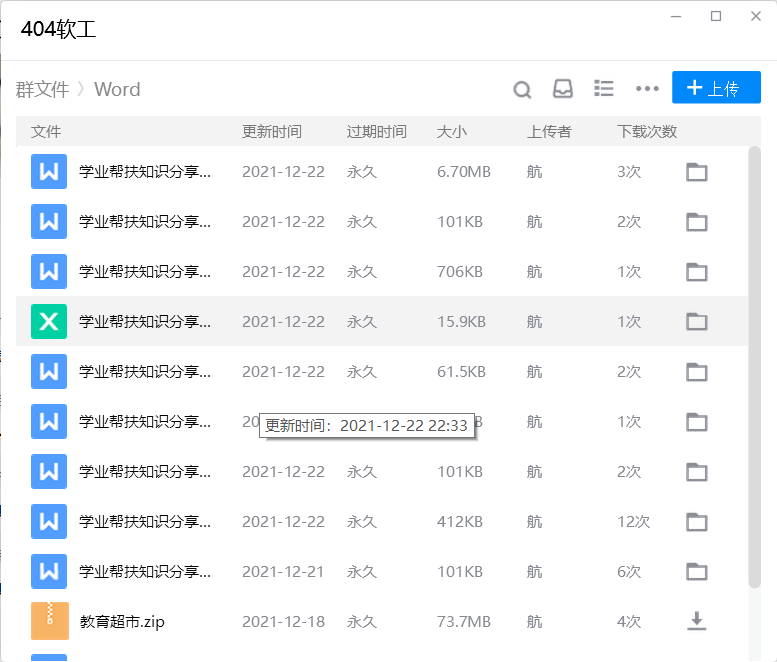 404软工
群文件 〉 Word
上传
文件 更新时间 过期时间 大小 上传者 下载次数
学业帮扶知识分享... 2021-12-22 永久 6.70MB 航 3次
学业帮扶知识分享... 2021-12-22 永久 101KB 航 2次
学业帮扶知识分享... 2021-12-22 永久 706KB 航 1次
学业帮扶知识分享... 2021-12-22 永久 15.9KB 航 1次
学业帮扶知识分享... 2021-12-22 永久 61.5KB 航 2次
学业帮扶知识分享... 航 1次
更新时间：2021-12-22 22:33
学业帮扶知识分享... 2021-12-22 永久 101KB 航 2次
学业帮扶知识分享... 2021-12-22 永久 412KB 航 12次
学业帮扶知识分享... 2021-12-21 永久 101KB 航 6次
教育超市.zip 2021-12-18 永久 73.7MB 航 4次